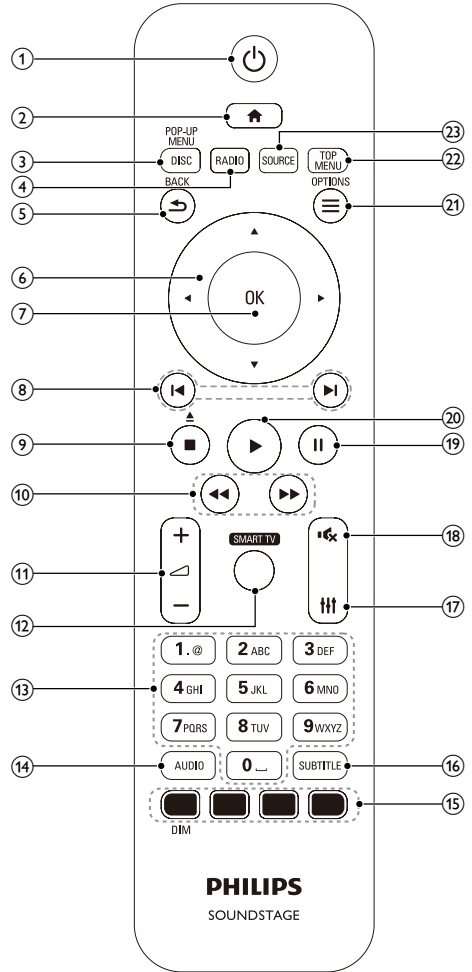 ①
②
POP-UP
MENU
③ DISC RADIO SOURCE TOP
MENU
㉓
㉒
④
BACK OPTIONS
⑤
㉑
⑥
⑦ OK
⑧
⑳
⑨
⑲
⑩
+ SMART TV
⑱
⑪
−
⑫
⑰
1.@ 2 ABC 3 DEF
⑬
4 GHI 5 JKL 6 MNO
7 PQRS 8 TUV 9 WXYZ
⑭ AUDIO 0 SUBTITLE ⑯
⑮
DIM
PHILIPS
SOUNDSTAGE